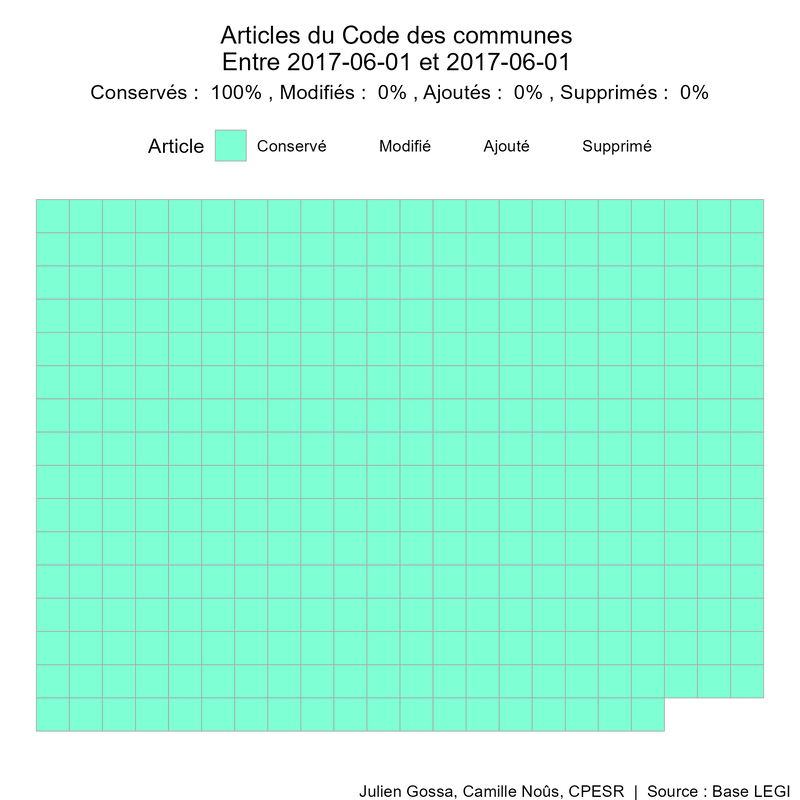 Articles du Code des communes
Entre 2017-06-01 et 2017-06-01
Conservés :  100% , Modifiés :  0% , Ajoutés :  0% , Supprimés :  0%
Article Conservé Modifié Ajouté Supprimé
Julien Gossa, Camille Noûs, CPESR  |  Source : Base LEGI